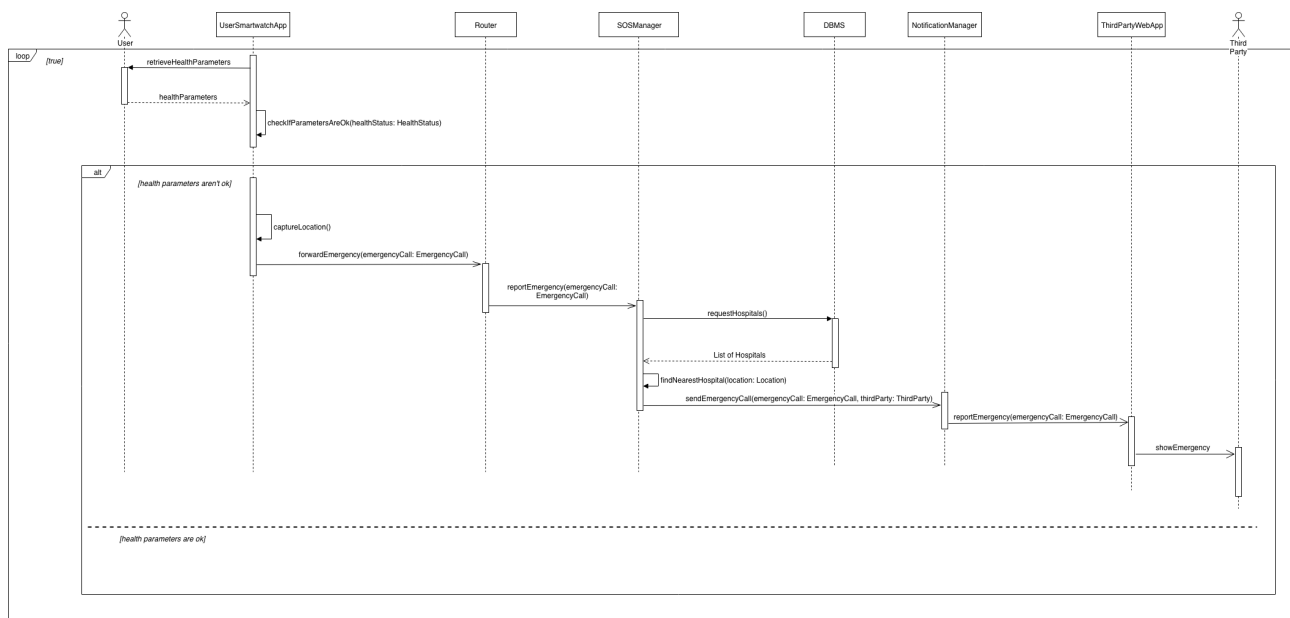 UserSmartwatchApp
Router
SOSManager
DBMS
NotificationManager
ThirdPartyWebApp
User
Third
Party
loop
[true]
retrieveHealthParameters
healthParameters
checkIfParametersAreOk(healthStatus: HealthStatus)
alt
[health parameters aren't ok]
captureLocation()
forwardEmergency(emergencyCall: EmergencyCall)
reportEmergency(emergencyCall:
EmergencyCall)
requestHospitals()
List of Hospitals
findNearestHospital(location: Location)
sendEmergencyCall(emergencyCall: EmergencyCall, thirdParty: ThirdParty)
reportEmergency(emergencyCall: EmergencyCall)
showEmergency
[health parameters are ok]